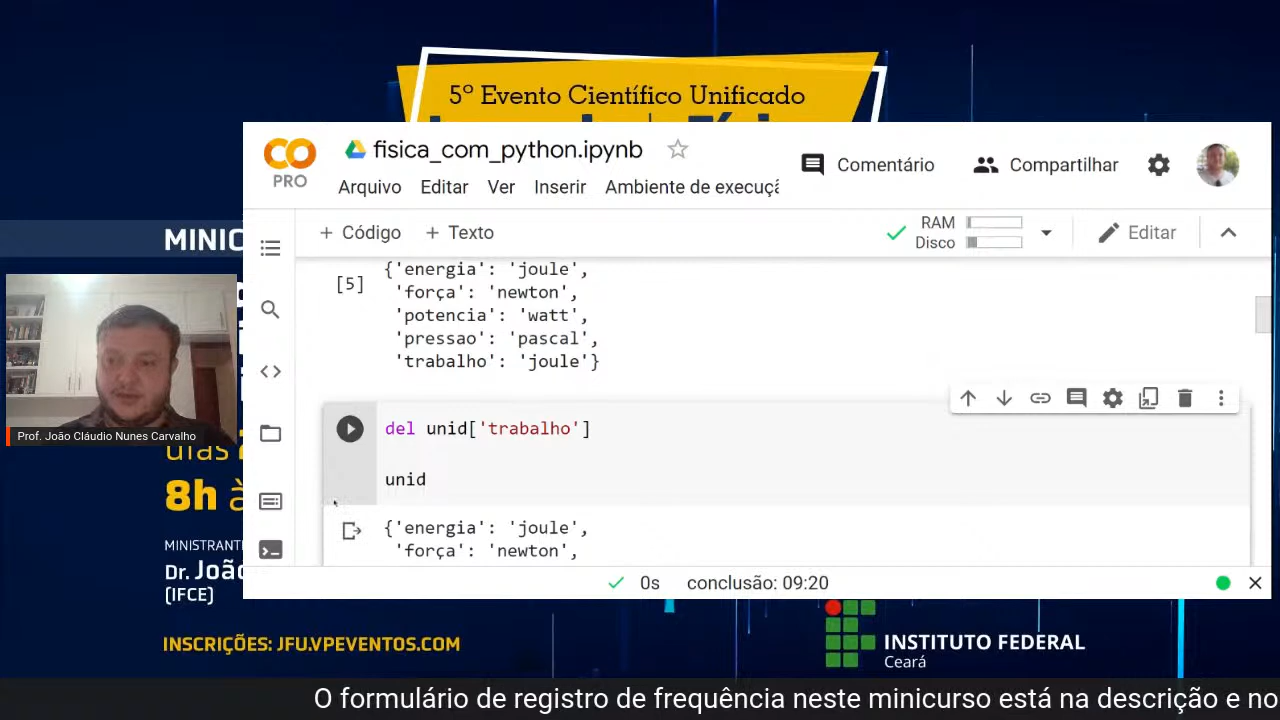 5º Evento Científico Unificado
CO
PRO
fisica_com_python.ipynb
Comentário
Compartilhar
Arquivo Editar Ver Inserir Ambiente de execuçã
+ Código + Texto
RAM
Disco
Editar
MINIC
[5]
{'energia': 'joule',
'força': 'newton',
'potencia': 'watt',
'pressao': 'pascal',
'trabalho': 'joule'}
del unid['trabalho']
unid
{'energia': 'joule',
'força': 'newton',
0s conclusão: 09:20
Prof. João Cláudio Nunes Carvalho
8h
MINISTRANT
Dr. Joã
(IFCE)
INSCRIÇÕES: JFU.VPEVENTOS.COM
INSTITUTO FEDERAL
Ceará
O formulário de registro de frequência neste minicurso está na descrição e no